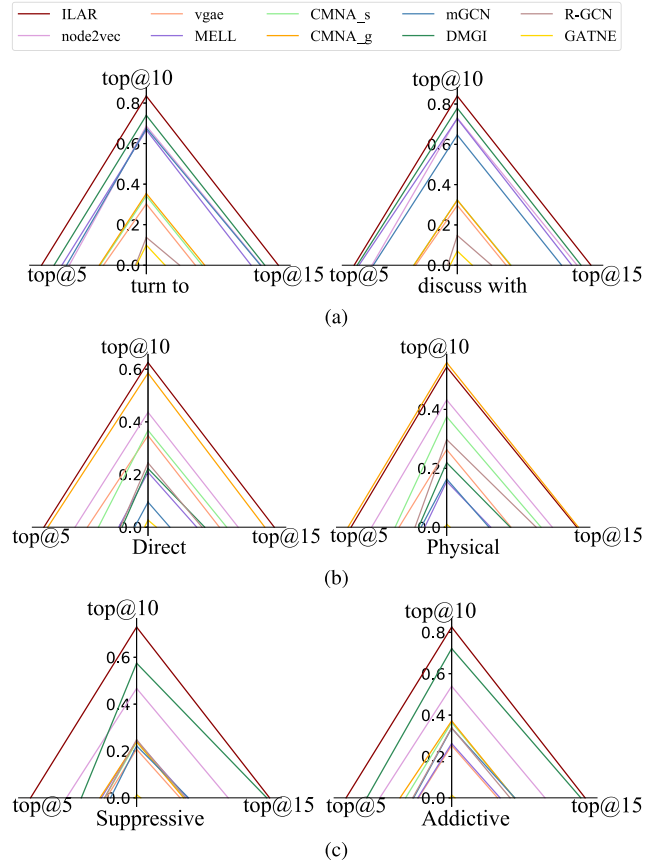 ILAR vgae CMNA_s mGCN R-GCN
node2vec MELL CMNA_g DMGI GATNE
top@10 top@10
0.8 0.8
0.6 0.6
0.4 0.4
0.2 0.2
0.0 0.0
top@5 top@15 top@5 top@15
turn to discuss with
(a)
top@10 top@10
0.6
0.4 0.4
0.2 0.2
0.0 0.0
top@5 top@15 top@5 top@15
Direct Physical
(b)
top@10 top@10
0.8
0.6 0.6
0.4 0.4
0.2 0.2
0.0 0.0
top@5 top@15 top@5 top@15
Suppressive Addictive
(c)